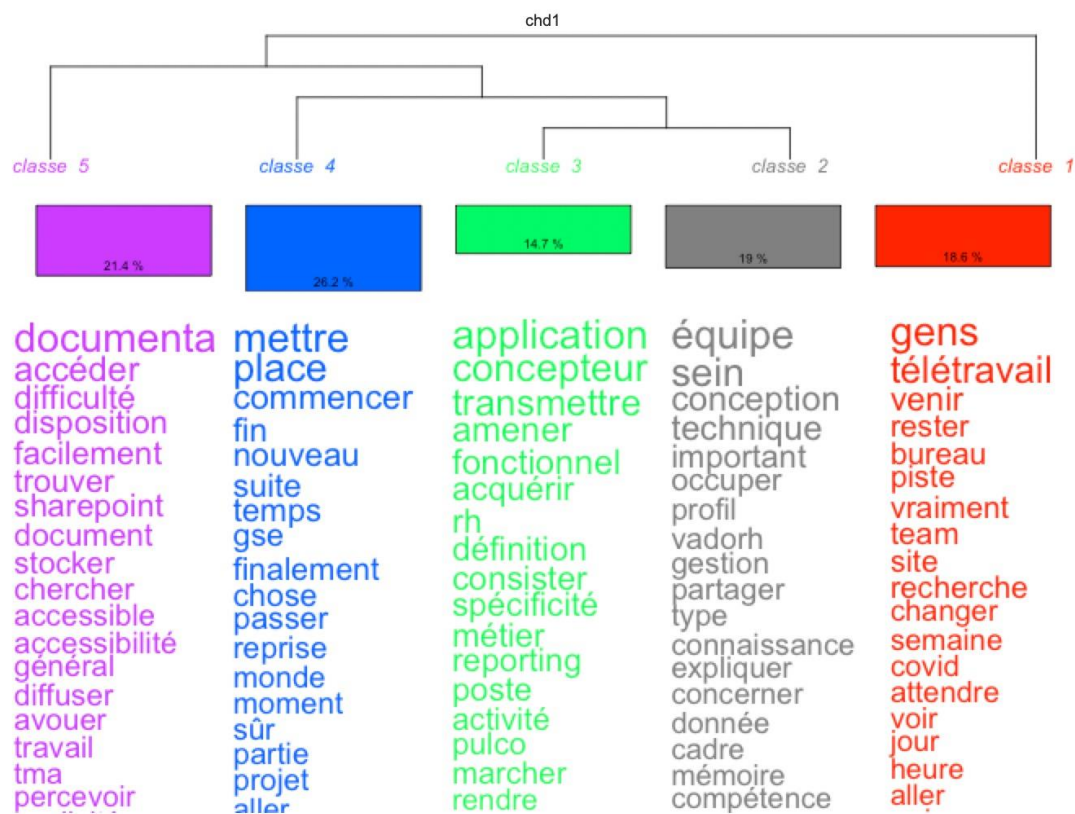 chd1
classe 5
classe 4
classe 3
classe 2
classe 1
21.4 %
26.2 %
14.7 %
19 %
18.6 %
documenta
accéder
difficulté
disposition
facilement
trouver
sharepoint
document
stocker
chercher
accessible
accessibilité
général
diffuser
avouer
travail
tma
percevoir
mettre
place
commencer
fin
nouveau
suite
temps
gse
finalement
chose
passer
reprise
monde
moment
sûr
partie
projet
aller
application
concepteur
transmettre
amener
fonctionnel
acquérir
rh
définition
consister
spécificité
métier
reporting
poste
activité
pulco
marcher
rendre
équipe
sein
conception
technique
important
occuper
profil
vadorh
gestion
partager
type
connaissance
expliquer
concerner
donnée
cadre
mémoire
compétence
gens
télétravail
venir
rester
bureau
piste
vraiment
team
site
recherche
changer
semaine
covid
attendre
voir
jour
heure
aller